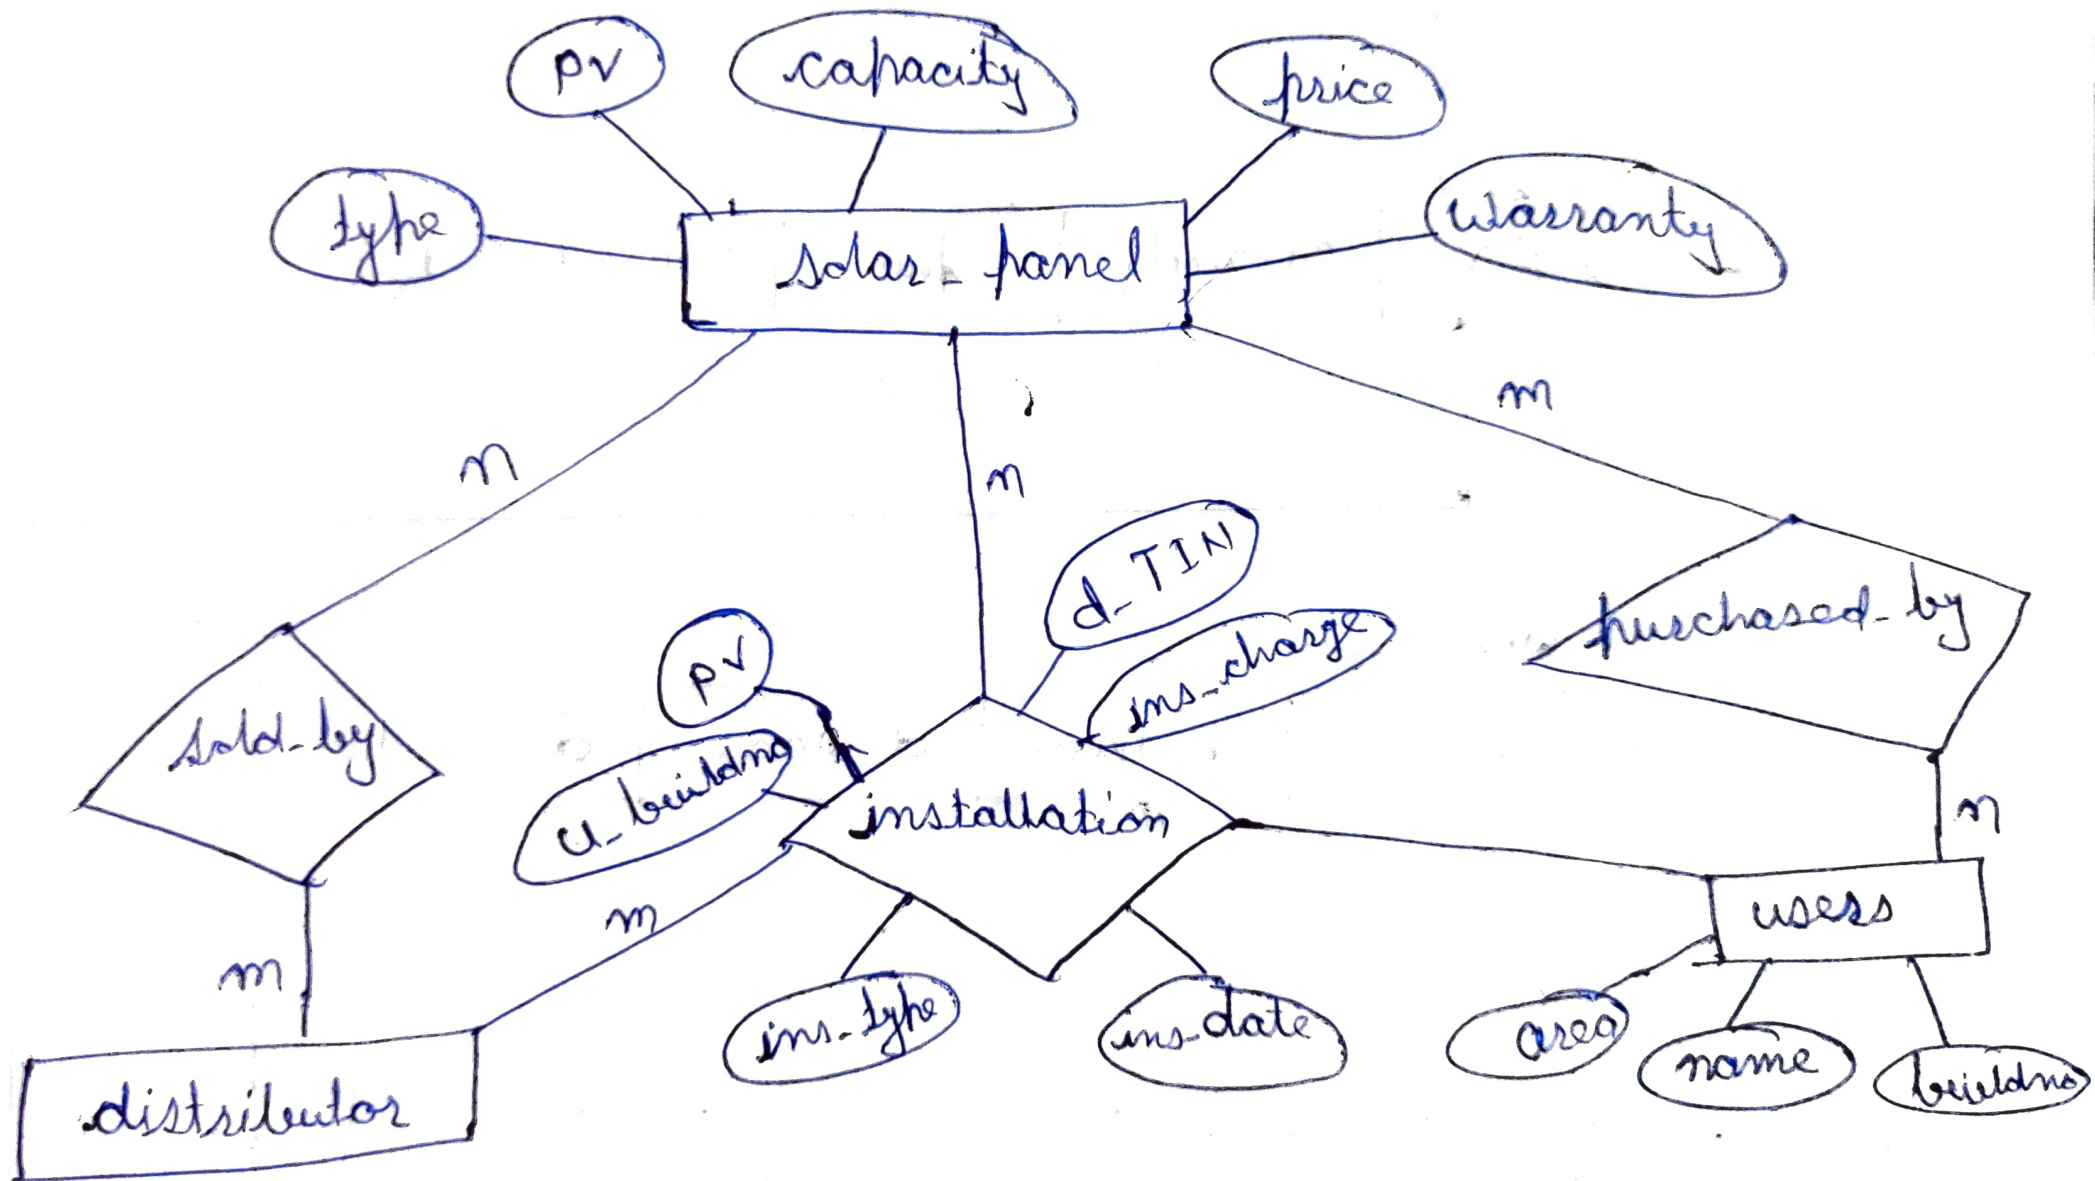 pv
capacity
price
type
warranty
solar_panel
m
n
n
d_TIN
pv
ins_charge
purchased_by
sold_by
u_buildno
installation
n
m
m
users
ins_type
ins_date
area
name
buildno
distributor